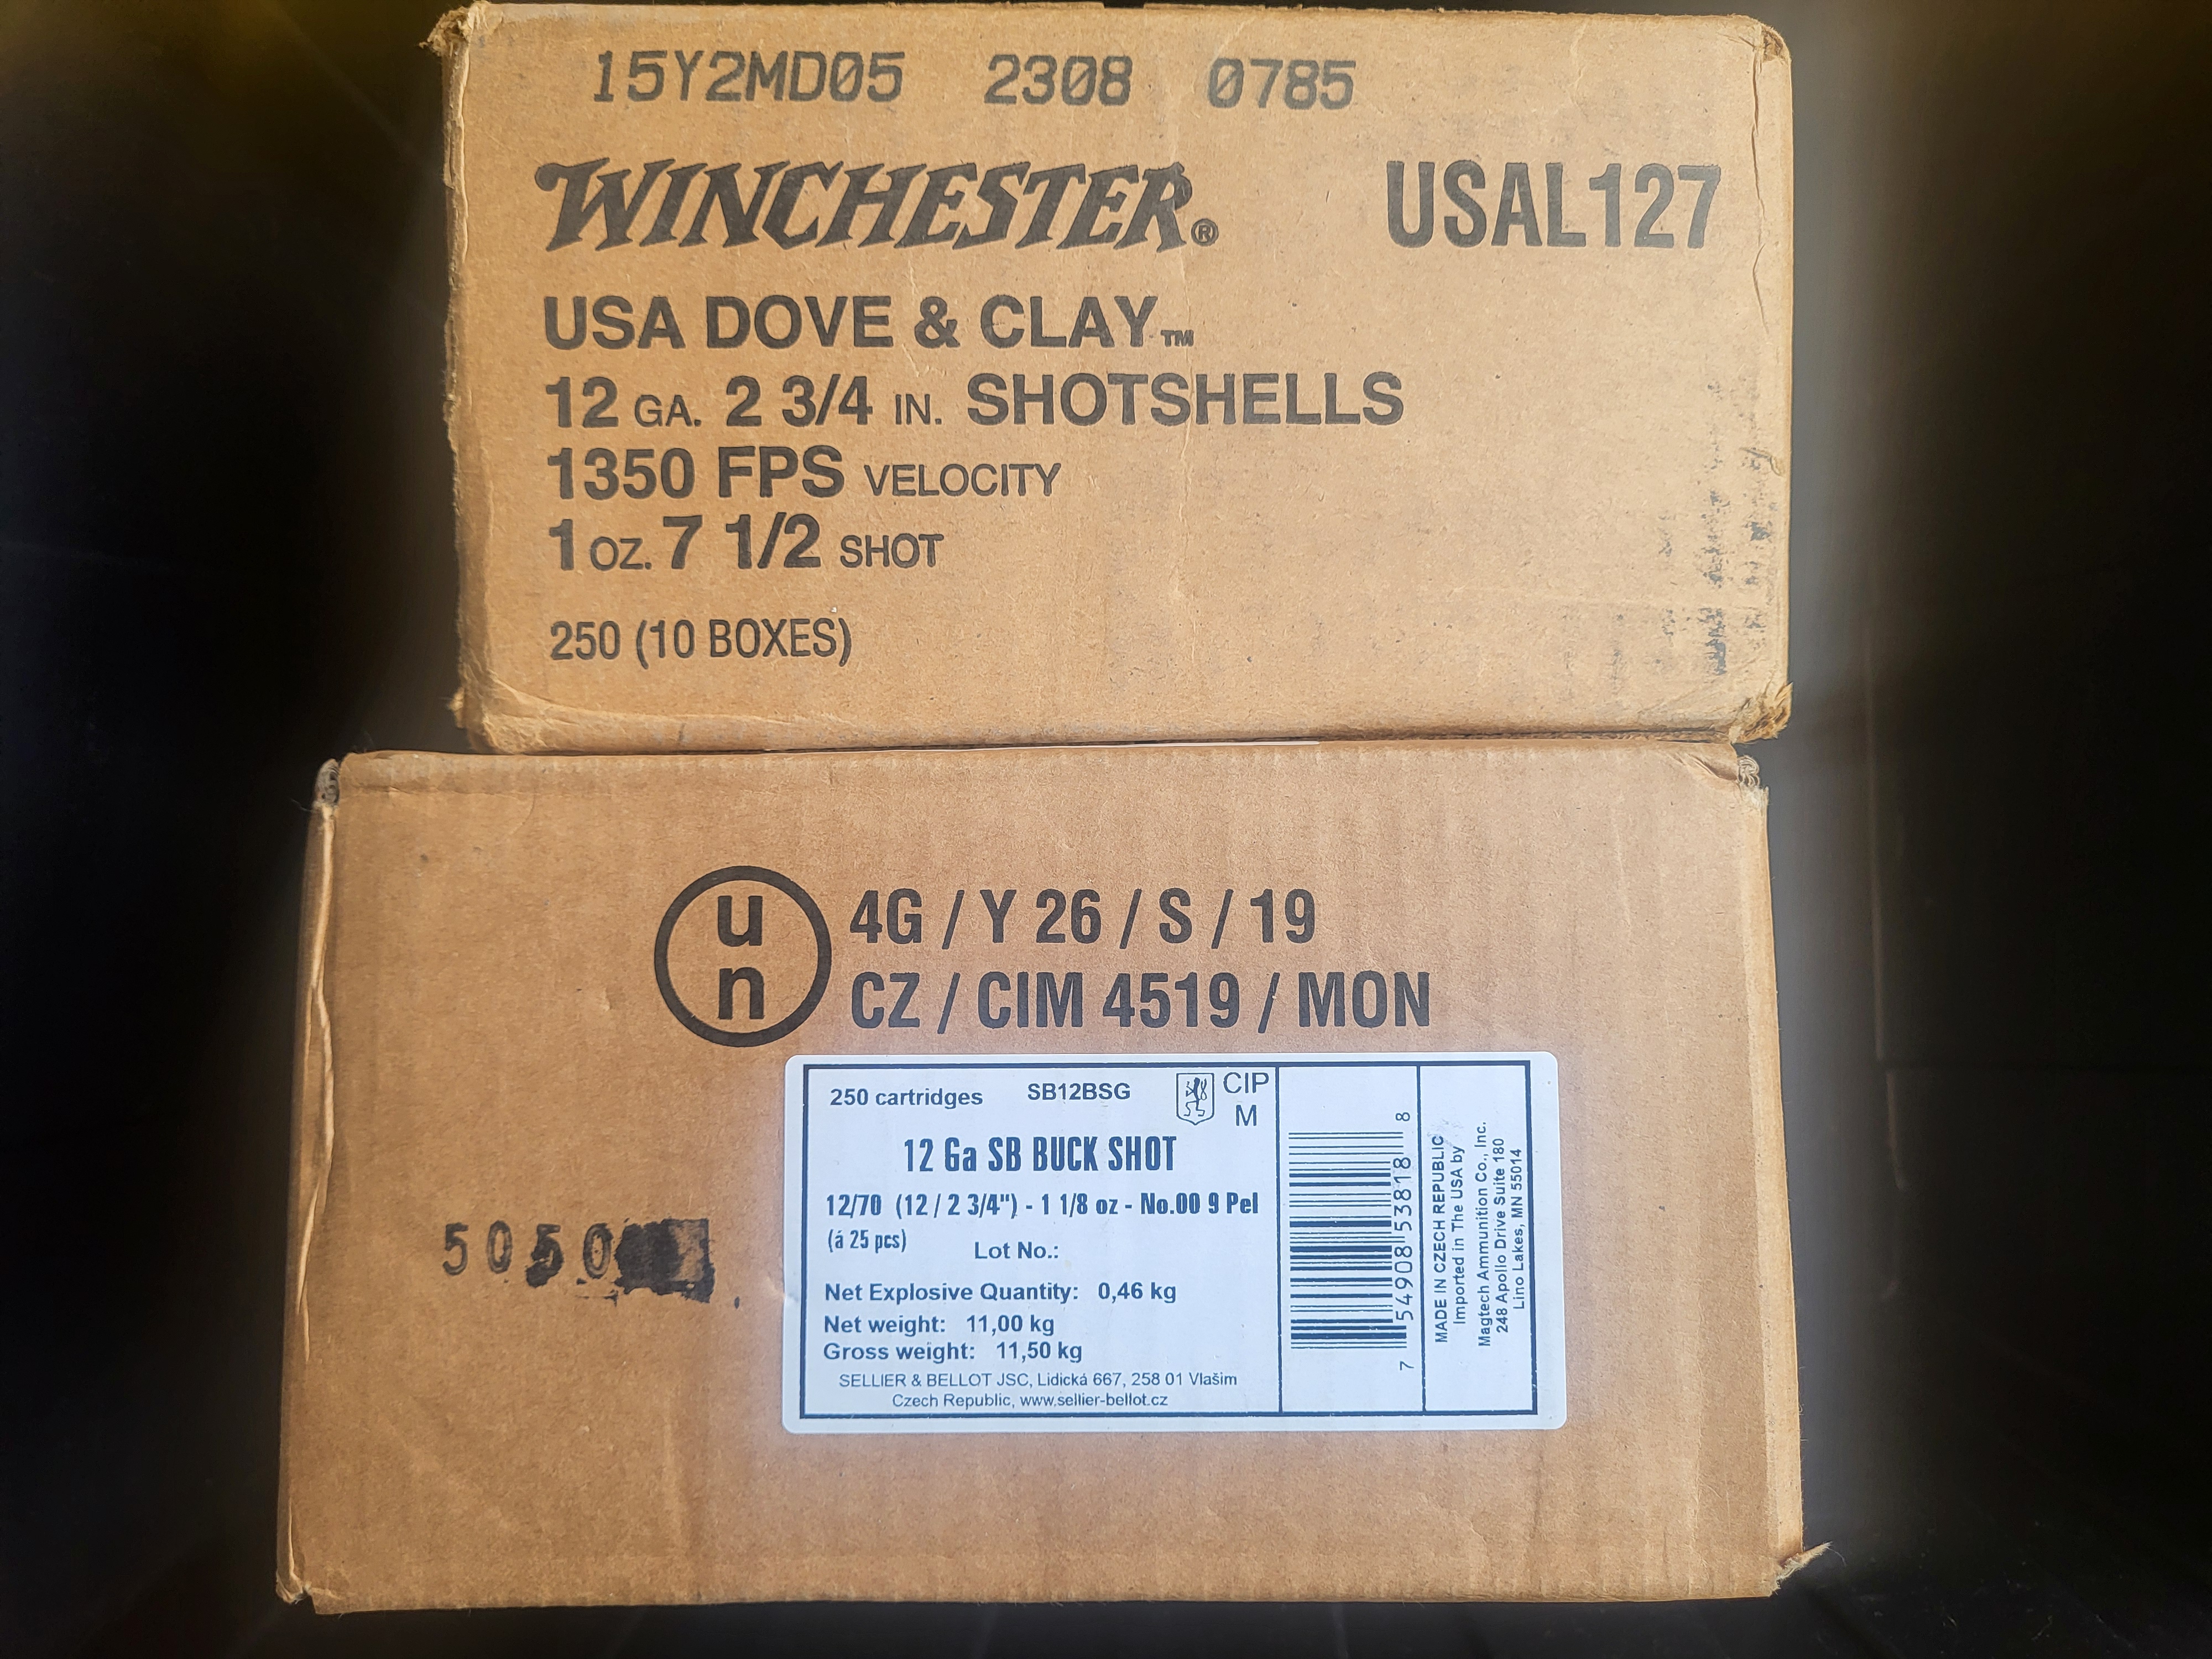 15Y2MD05 2308 0785
WINCHESTER® USAL127
USA DOVE & CLAY™
12 GA. 2 3/4 IN. SHOTSHELLS
1350 FPS VELOCITY
1 OZ. 7 1/2 SHOT
250 (10 BOXES)
u
n
4G / Y 26 / S / 19
CZ / CIM 4519 / MON
5050
250 cartridges SB12BSG CIP
M
12 Ga SB BUCK SHOT
12/70 (12 / 2 3/4") - 1 1/8 oz - No.00 9 Pel
(á 25 pcs)
Lot No.:
Net Explosive Quantity: 0,46 kg
Net weight: 11,00 kg
Gross weight: 11,50 kg
SELLIER & BELLOT JSC, Lidická 667, 258 01 Vlašim
Czech Republic, www.sellier-bellot.cz
7 54908 53818 8
MADE IN CZECH REPUBLIC
Imported in The USA by
Magtech Ammunition Co., Inc.
248 Apollo Drive Suite 180
Lino Lakes, MN 55014